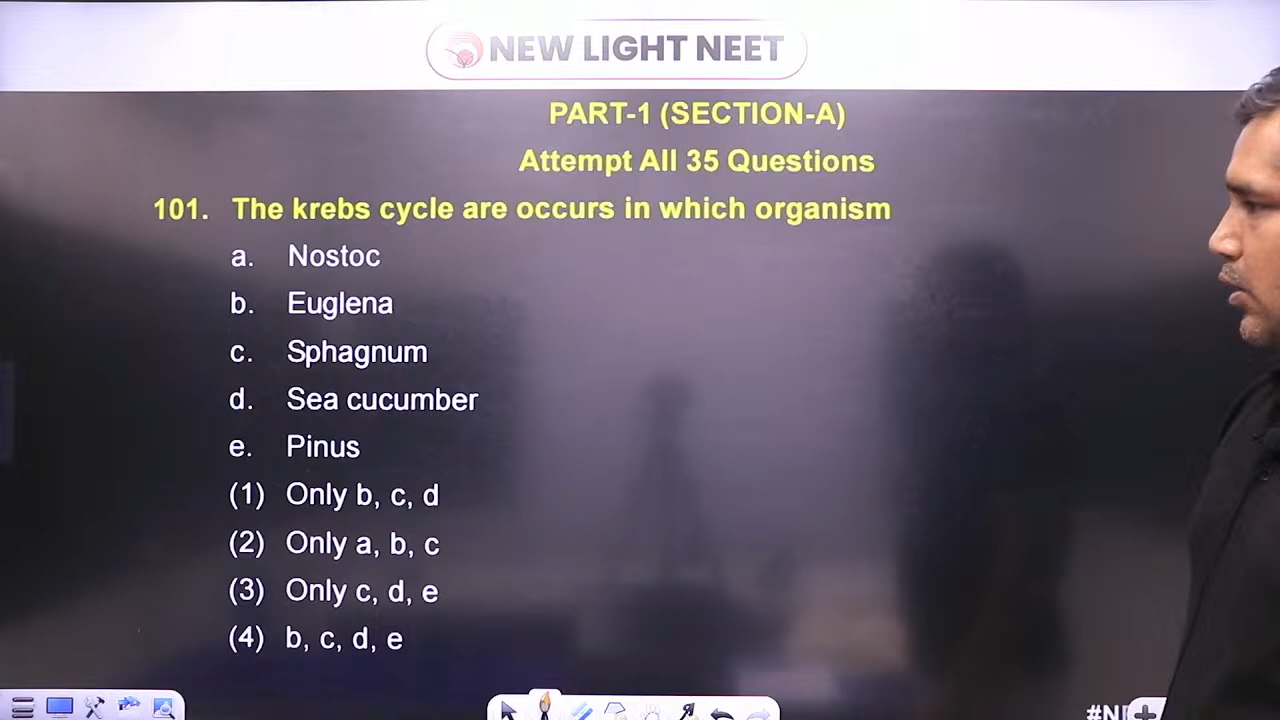 NEW LIGHT NEET
PART-1 (SECTION-A)
Attempt All 35 Questions
101. The krebs cycle are occurs in which organism
a. Nostoc
b. Euglena
c. Sphagnum
d. Sea cucumber
e. Pinus
(1) Only b, c, d
(2) Only a, b, c
(3) Only c, d, e
(4) b, c, d, e